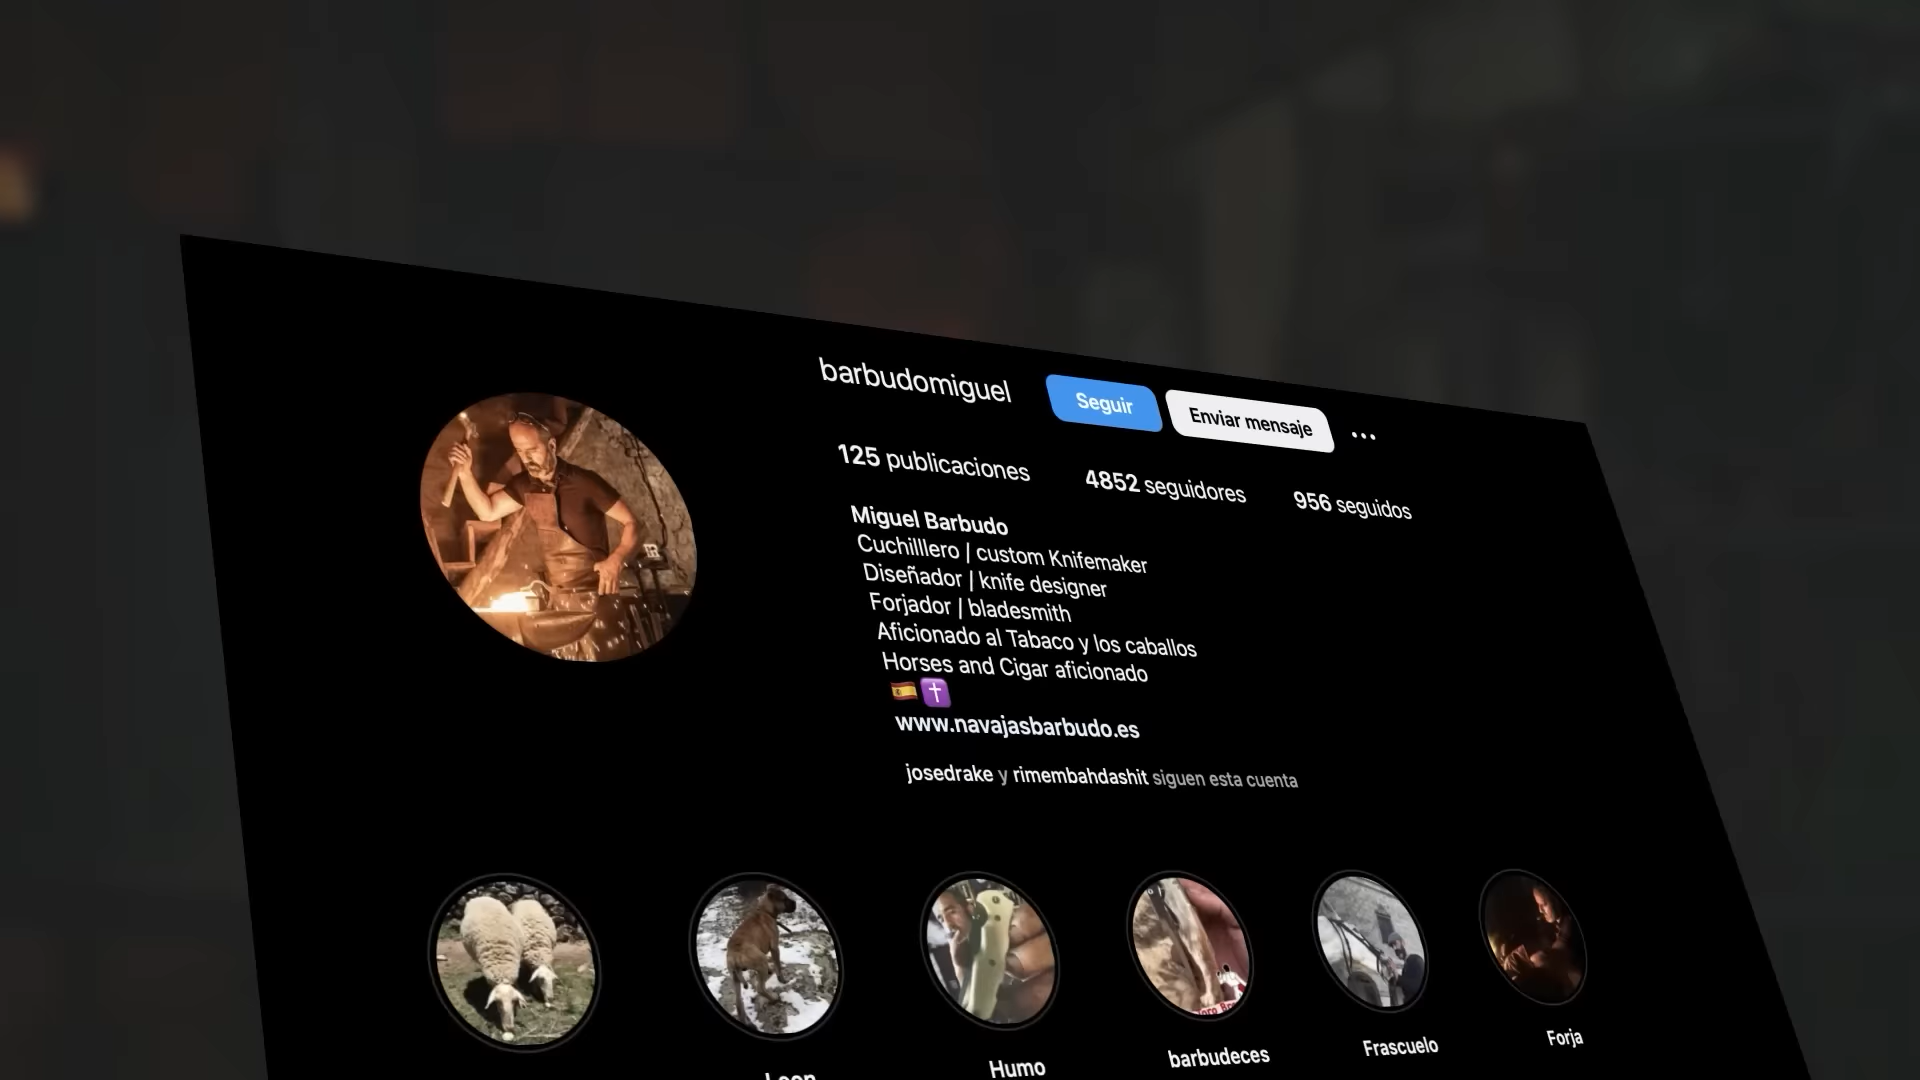 barbudomiguel
Seguir
Enviar mensaje
125 publicaciones
4852 seguidores
956 seguidos
Miguel Barbudo
Cuchilllero | custom Knifemaker
Diseñador | knife designer
Forjador | bladesmith
Aficionado al Tabaco y los caballos
Horses and Cigar aficionado
www.navajasbarbudo.es
josedrake y rimembahdashit siguen esta cuenta
Humo
barbudeces
Frascuelo
Forja